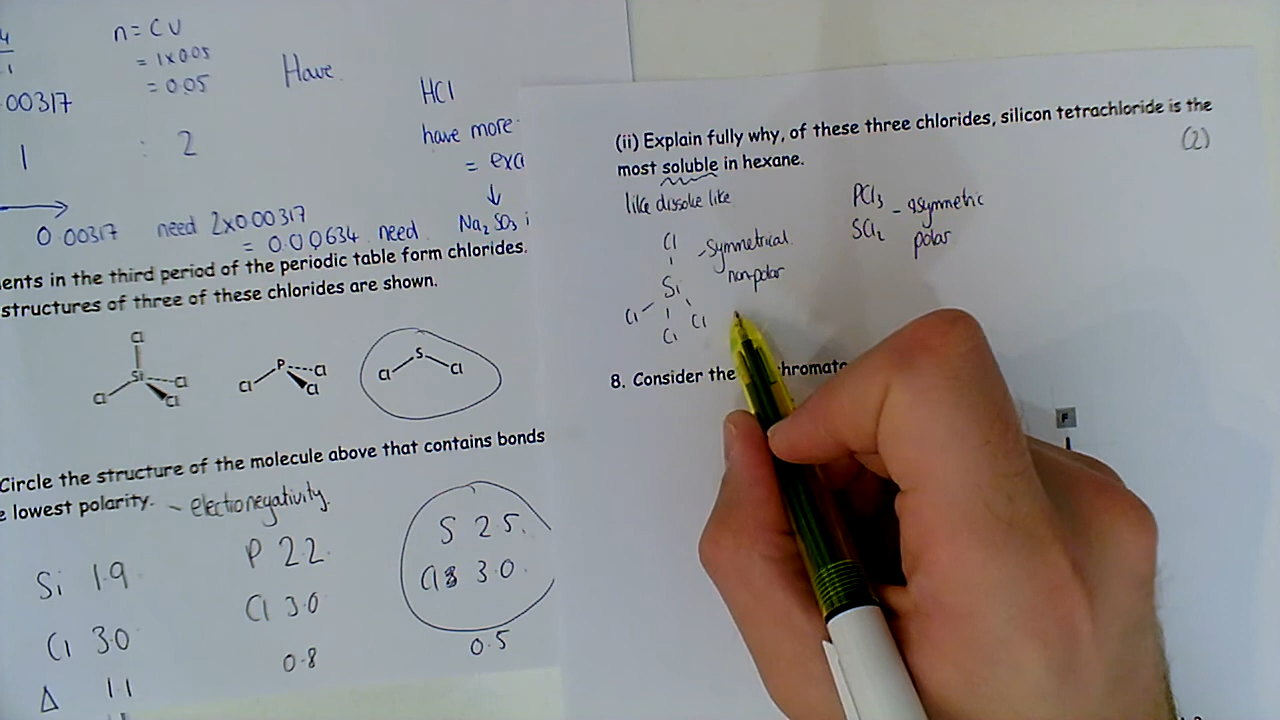 n = CV
= 1x0.05
= 0.05
Have
.00317
1 : 2
HCl
have more
=
0.00317 need 2x0.00317
= 0.00634 need
Na2SO3
ents in the third period of the periodic table form chlorides.
structures of three of these chlorides are shown.
Cl
Si
Cl
Cl
Cl
P
Cl
Cl
Cl
S
Cl
Cl
Circle the structure of the molecule above that contains bonds
e lowest polarity. - electronegativity.
Si 1.9
Cl 3.0
Δ 1.1
P 2.2
Cl 3.0
0.8
S 2.5
Cl 3.0
0.5
(ii) Explain fully why, of these three chlorides, silicon tetrachloride is the
most soluble in hexane.
(2)
like dissolve like
Cl
Si
Cl
Cl
Cl
- Symmetrical
non-polar
PCl3
SCl2
- asymmetric
polar
8. Consider the chromato
F